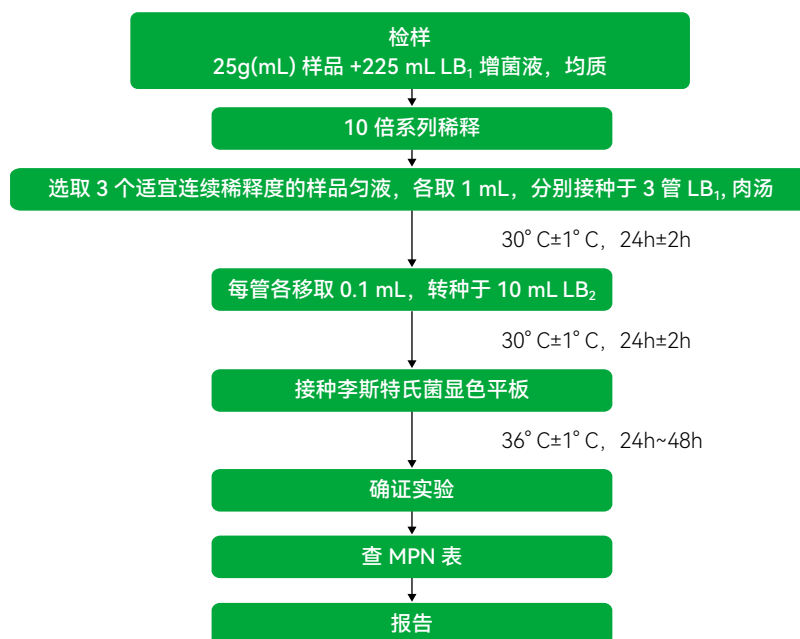 检样
25g(mL) 样品 +225 mL LB₁ 增菌液，均质
10 倍系列稀释
选取 3 个适宜连续稀释度的样品匀液，各取 1 mL，分别接种于 3 管 LB₁, 肉汤
30° C±1° C，24h±2h
每管各移取 0.1 mL，转种于 10 mL LB₂
30° C±1° C，24h±2h
接种李斯特氏菌显色平板
36° C±1° C，24h~48h
确证实验
查 MPN 表
报告